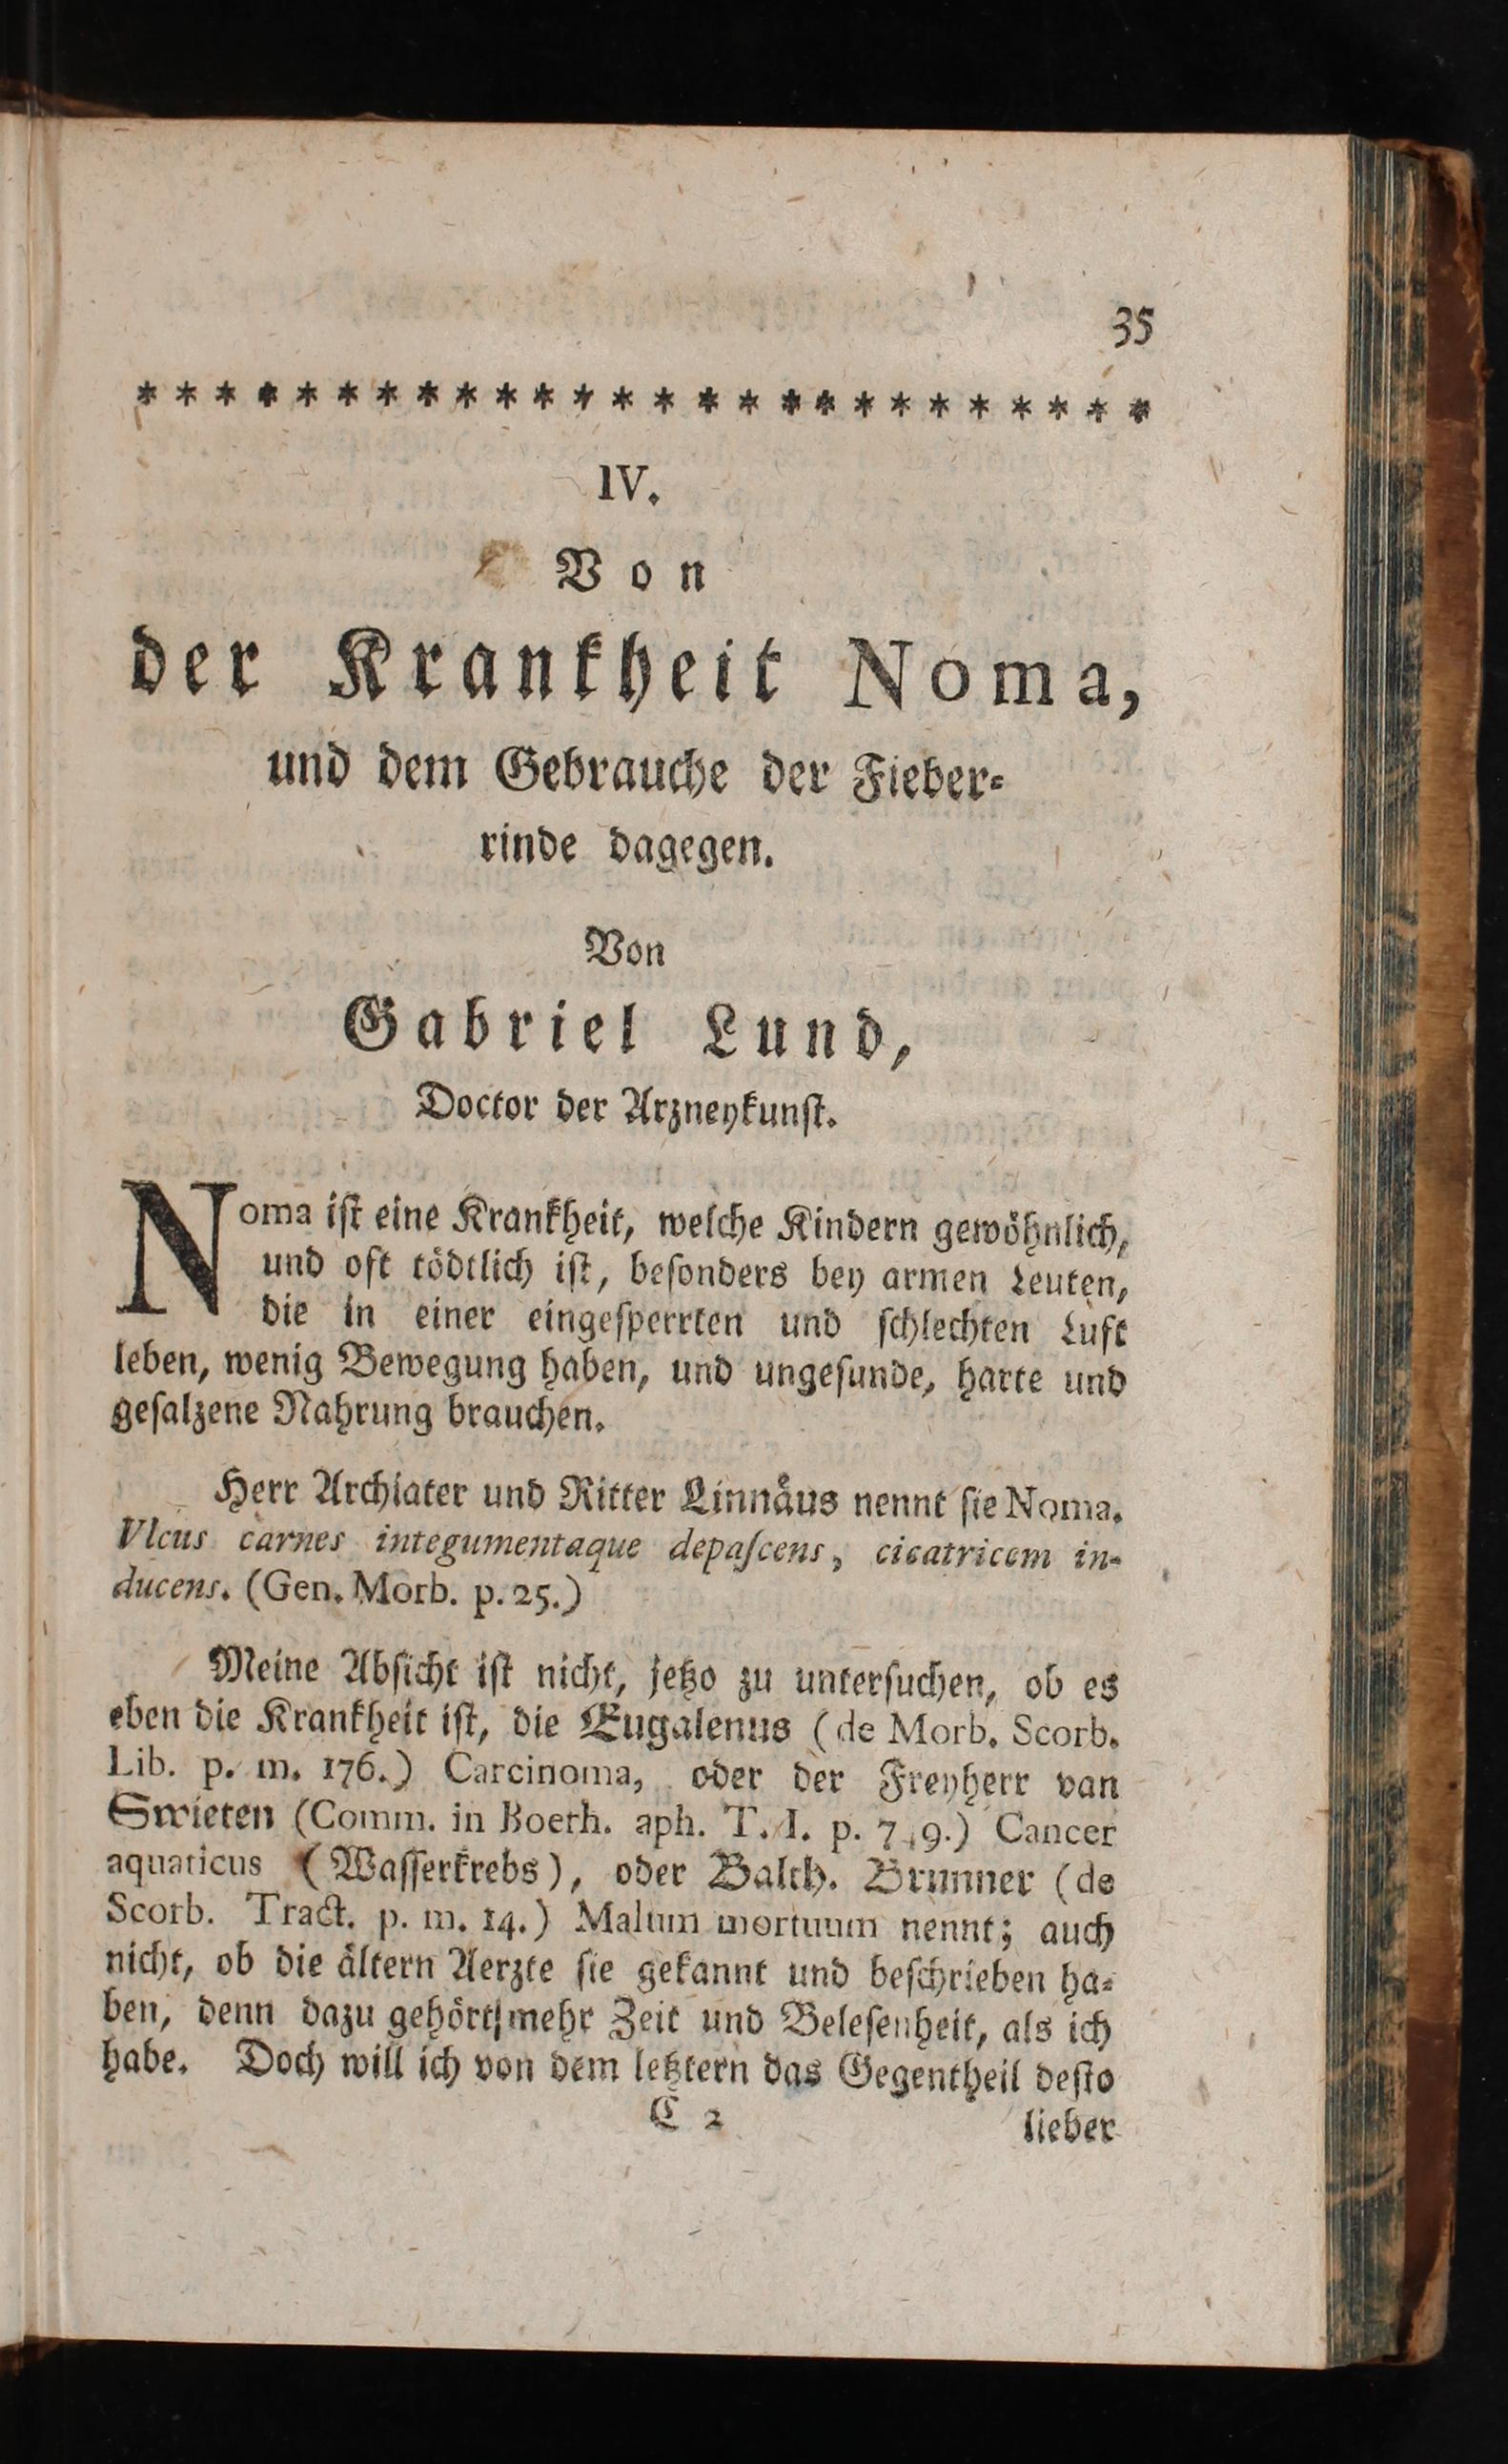 35
* * * * * * * * * * * * * * * * * * * * * * * * * *
IV.
Von
der Krankheit Noma,
und dem Gebrauche der Fieber⸗
rinde dagegen.
Von
Gabriel Lund,
Doctor der Arzneykunſt.
Noma iſt eine Krankheit, welche Kindern gewöhnlich,
und oft tödtlich iſt, beſonders bey armen Leuten,
die in einer eingeſperrten und ſchlechten Luft
leben, wenig Bewegung haben, und ungeſunde, harte und
geſalzene Nahrung brauchen.
Herr Archiater und Ritter Linnäus nennt ſie Noma.
Vlcus carnes integumentaque depaſcens, cicatricem in-
ducens. (Gen. Morb. p. 25.)
Meine Abſicht iſt nicht, jetzo zu unterſuchen, ob es
eben die Krankheit iſt, die Eugalenus (de Morb. Scorb.
Lib. p. m. 176.) Carcinoma, oder der Freyherr van
Swieten (Comm. in Boerh. aph. T. I. p.) Cancer
aquaticus (Waſſerkrebs), oder Balth. Brunner (de
Scorb. Tract. p. m. 14.) Malum mortuum nennt; auch
nicht, ob die ältern Aerzte ſie gekannt und beſchrieben ha⸗
ben, denn dazu gehört mehr Zeit und Beleſenheit, als ich
habe. Doch will ich von dem letztern das Gegentheil deſto
C 2 lieber